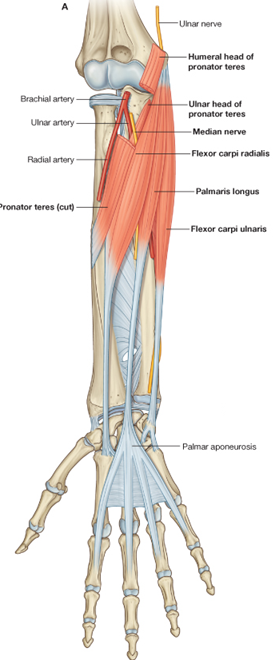 A
Ulnar nerve
Humeral head of
pronator teres
Brachial artery
Ulnar head of
pronator teres
Ulnar artery
Median nerve
Flexor carpi radialis
Radial artery
Palmaris longus
Pronator teres (cut)
Flexor carpi ulnaris
Palmar aponeurosis